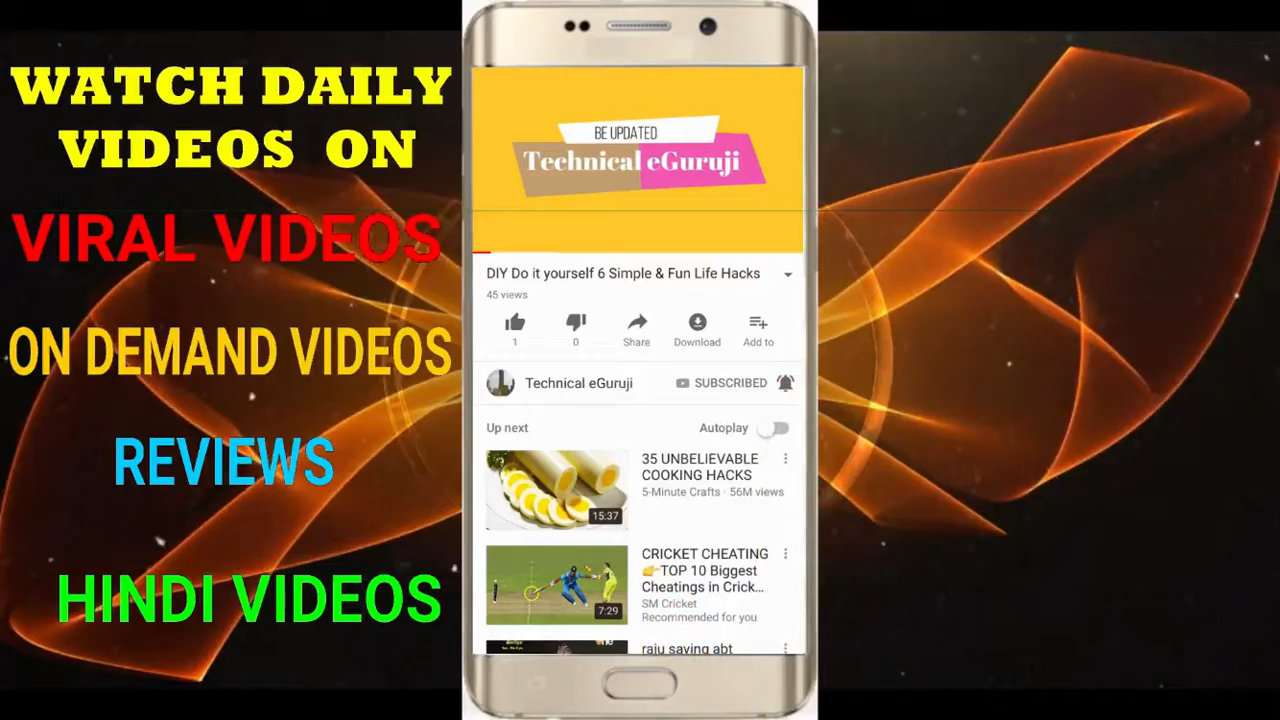 WATCH DAILY
VIDEOS ON
VIRAL VIDEOS
ON DEMAND VIDEOS
REVIEWS
HINDI VIDEOS
BE UPDATED
Technical eGuruji
DIY Do it yourself 6 Simple & Fun Life Hacks
45 views
1
0
Share
Download
Add to
Technical eGuruji
SUBSCRIBED
Up next
Autoplay
35 UNBELIEVABLE
COOKING HACKS
5-Minute Crafts · 56M views
15:37
CRICKET CHEATING
👉TOP 10 Biggest
Cheatings in Crick...
SM Cricket
Recommended for you
7:29
raju saving abt